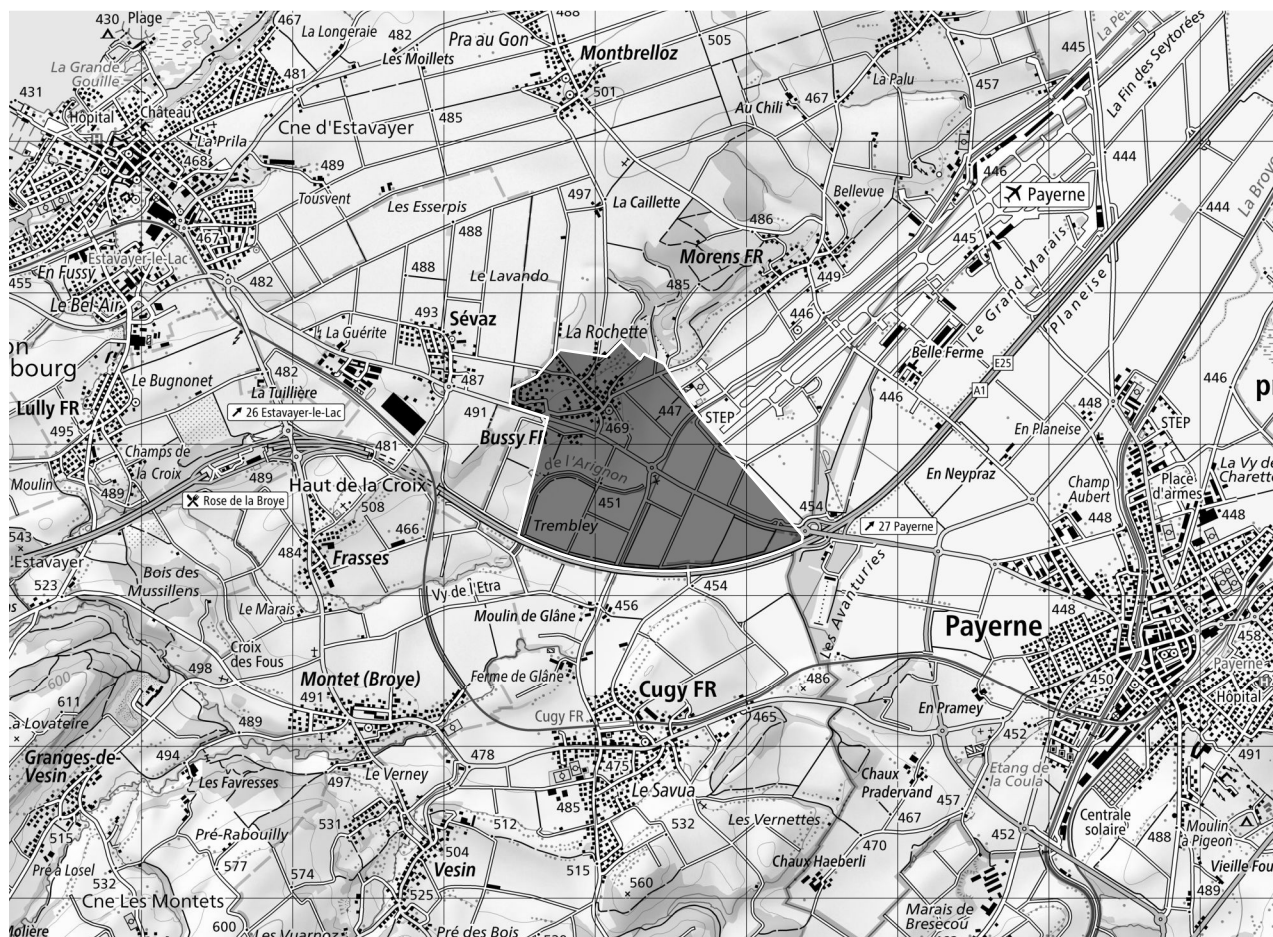 430 Plage
467
La Longeraie
482
Les Moillets
488
Pra au Gon
Montbrelloz
505
445
La Fin des Seytorées
La Grande
Gouille
431
Hôpital
Château
481
501
485
La Palu
457
Au Chili
467
Cne d'Estavayer
La Prila
468
489
Tousvent
Les Esserpis
497
La Caillette
Bellevue
446
444
Payerne
444
488
486
467
Estavayer-le-Lac
En Fussy
455
482
488
Le Lavando
Morens FR
449
445
Le Grand-Marais
Planeise
485
Le Bel-Air
493
Sévaz
La Guérite
La Rochette
446
Belle Ferme
E25
A1
bourg
Le Bugnonet
482
La Tuillière
487
446
446
Lully FR
26 Estavayer-le-Lac
491
447
STEP
448
495
Bussy FR
469
En Planeise
STEP
Champs de
la Croix
481
489
de l'Arignon
En Neypraz
La Vy de
Charette
Moulin
489
Rose de la Broye
Haut de la Croix
451
454
Champ
Aubert
Place
d'armes
508
Trembley
27 Payerne
448
448
543
466
484
Frasses
d'Estavayer
523
Bois des
Mussillens
Vy de l'Etra
454
Les Avanturies
Le Marais
Moulin de Glâne
456
448
Croix
des Fous
Payerne
458
498
600
Montet (Broye)
Ferme de Glâne
Payerne
611
491
Cugy FR
486
450
Hôpital
489
Cugy FR
465
En Pramey
452
494
478
491
Granges-de-
Vesin
497
Le Verney
475
Etang de
la Coula
Les Favresses
Le Savua
Chaux
Pradervand
457
485
531
512
Les Vernettes
467
Centrale
solaire
515
Pré-Rabouilly
532
452
488
Moulin
à Pigeon
577
504
Vesin
470
Pré à Losel
532
574
515
560
Chaux Haeberli
Vieille Fou
Cne Les Montets
525
489
600
Marais de
Bresecou
Les Vuarnoz
Pré des Bois